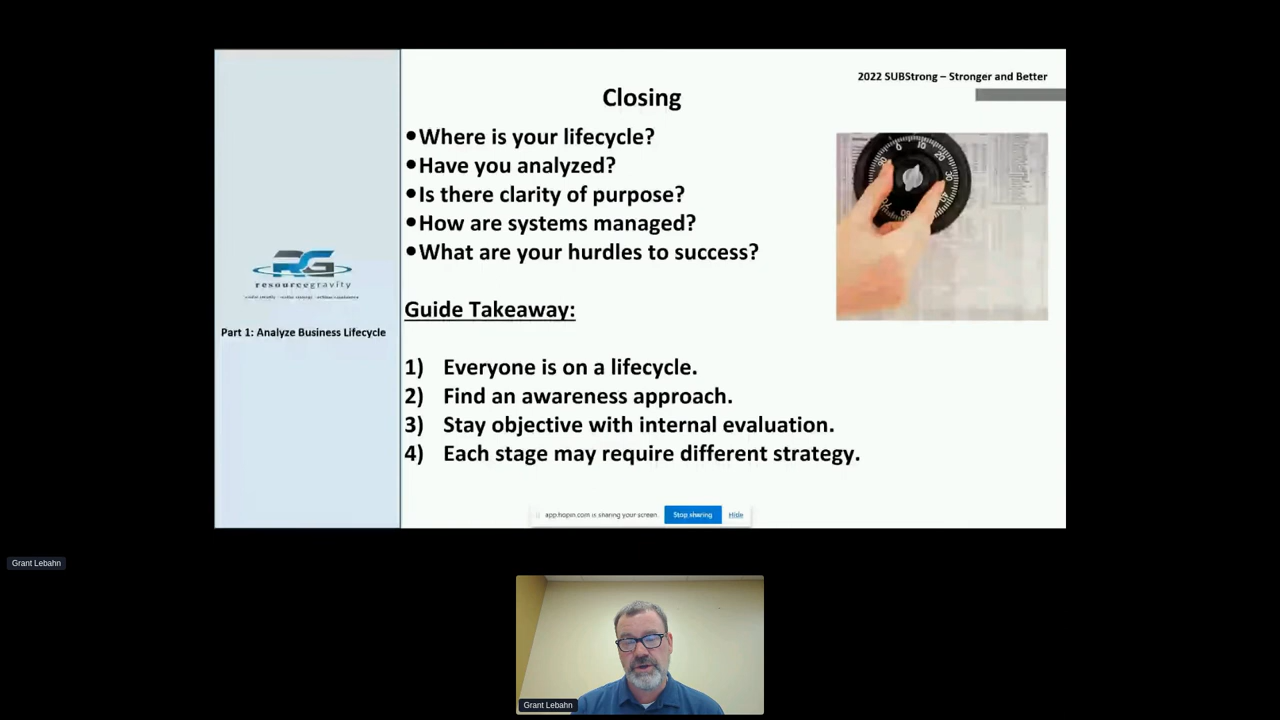 2022 SUBStrong – Stronger and Better
Closing
•Where is your lifecycle?
•Have you analyzed?
•Is there clarity of purpose?
•How are systems managed?
•What are your hurdles to success?
RG
resourcegravity
Part 1: Analyze Business Lifecycle
Guide Takeaway:
1) Everyone is on a lifecycle.
2) Find an awareness approach.
3) Stay objective with internal evaluation.
4) Each stage may require different strategy.
app.hopin.com is sharing your screen. Stop sharing Hide
Grant Lebahn
Grant Lebahn